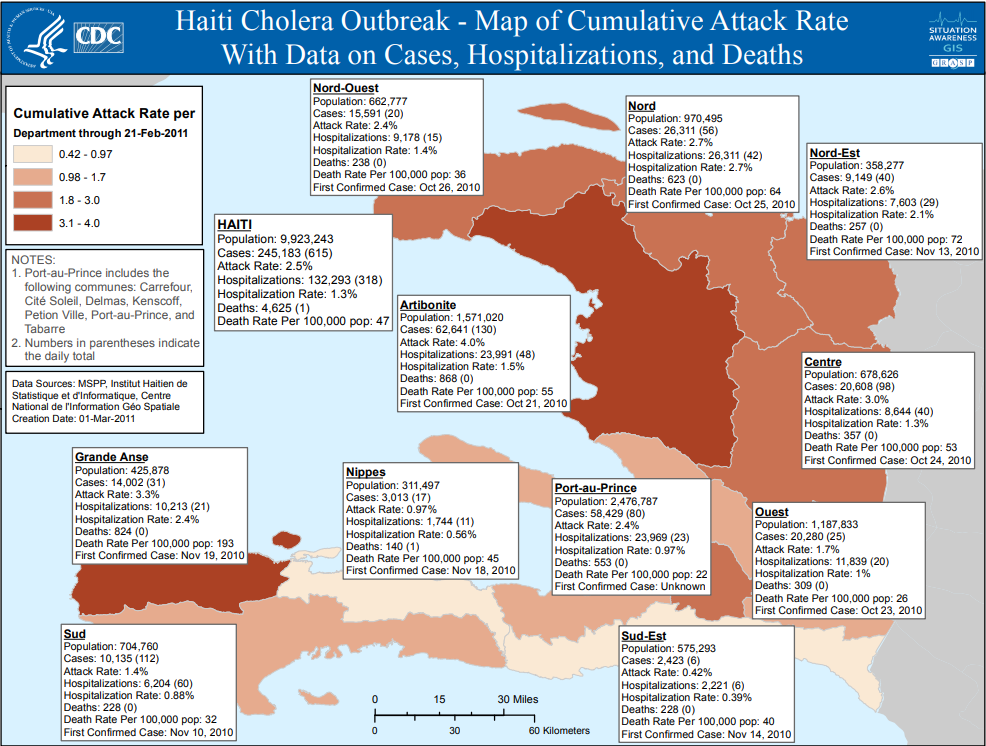 Haiti Cholera Outbreak - Map of Cumulative Attack Rate
With Data on Cases, Hospitalizations, and Deaths
CDC
SITUATION
AWARENESS
GIS
GRASP
Cumulative Attack Rate per
Department through 21-Feb-2011
0.42 - 0.97
0.98 - 1.7
1.8 - 3.0
3.1 - 4.0
NOTES:
1. Port-au-Prince includes the
following communes: Carrefour,
Cité Soleil, Delmas, Kenscoff,
Petion Ville, Port-au-Prince, and
Tabarre
2. Numbers in parentheses indicate
the daily total
Data Sources: MSPP, Institut Haitien de
Statistique et d'Informatique, Centre
National de l'Information Géo Spatiale
Creation Date: 01-Mar-2011
Nord-Ouest
Population: 662,777
Cases: 15,591 (20)
Attack Rate: 2.4%
Hospitalizations: 9,178 (15)
Hospitalization Rate: 1.4%
Deaths: 238 (0)
Death Rate Per 100,000 pop: 36
First Confirmed Case: Oct 26, 2010
Nord
Population: 970,495
Cases: 26,311 (56)
Attack Rate: 2.7%
Hospitalizations: 26,311 (42)
Hospitalization Rate: 2.7%
Deaths: 623 (0)
Death Rate Per 100,000 pop: 64
First Confirmed Case: Oct 25, 2010
Nord-Est
Population: 358,277
Cases: 9,149 (40)
Attack Rate: 2.6%
Hospitalizations: 7,603 (29)
Hospitalization Rate: 2.1%
Deaths: 257 (0)
Death Rate Per 100,000 pop: 72
First Confirmed Case: Nov 13, 2010
HAITI
Population: 9,923,243
Cases: 245,183 (615)
Attack Rate: 2.5%
Hospitalizations: 132,293 (318)
Hospitalization Rate: 1.3%
Deaths: 4,625 (1)
Death Rate Per 100,000 pop: 47
Artibonite
Population: 1,571,020
Cases: 62,641 (130)
Attack Rate: 4.0%
Hospitalizations: 23,991 (48)
Hospitalization Rate: 1.5%
Deaths: 868 (0)
Death Rate Per 100,000 pop: 55
First Confirmed Case: Oct 21, 2010
Centre
Population: 678,626
Cases: 20,608 (98)
Attack Rate: 3.0%
Hospitalizations: 8,644 (40)
Hospitalization Rate: 1.3%
Deaths: 357 (0)
Death Rate Per 100,000 pop: 53
First Confirmed Case: Oct 24, 2010
Grande Anse
Population: 425,878
Cases: 14,002 (31)
Attack Rate: 3.3%
Hospitalizations: 10,213 (21)
Hospitalization Rate: 2.4%
Deaths: 824 (0)
Death Rate Per 100,000 pop: 193
First Confirmed Case: Nov 19, 2010
Nippes
Population: 311,497
Cases: 3,013 (17)
Attack Rate: 0.97%
Hospitalizations: 1,744 (11)
Hospitalization Rate: 0.56%
Deaths: 140 (1)
Death Rate Per 100,000 pop: 45
First Confirmed Case: Nov 18, 2010
Port-au-Prince
Population: 2,476,787
Cases: 58,429 (80)
Attack Rate: 2.4%
Hospitalizations: 23,969 (23)
Hospitalization Rate: 0.97%
Deaths: 553 (0)
Death Rate Per 100,000 pop: 22
First Confirmed Case: Unknown
Ouest
Population: 1,187,833
Cases: 20,280 (25)
Attack Rate: 1.7%
Hospitalizations: 11,839 (20)
Hospitalization Rate: 1%
Deaths: 309 (0)
Death Rate Per 100,000 pop: 26
First Confirmed Case: Oct 23, 2010
Sud
Population: 704,760
Cases: 10,135 (112)
Attack Rate: 1.4%
Hospitalizations: 6,204 (60)
Hospitalization Rate: 0.88%
Deaths: 228 (0)
Death Rate Per 100,000 pop: 32
First Confirmed Case: Nov 10, 2010
Sud-Est
Population: 575,293
Cases: 2,423 (6)
Attack Rate: 0.42%
Hospitalizations: 2,221 (6)
Hospitalization Rate: 0.39%
Deaths: 228 (0)
Death Rate Per 100,000 pop: 40
First Confirmed Case: Nov 14, 2010
0 15 30 Miles
0 30 60 Kilometers